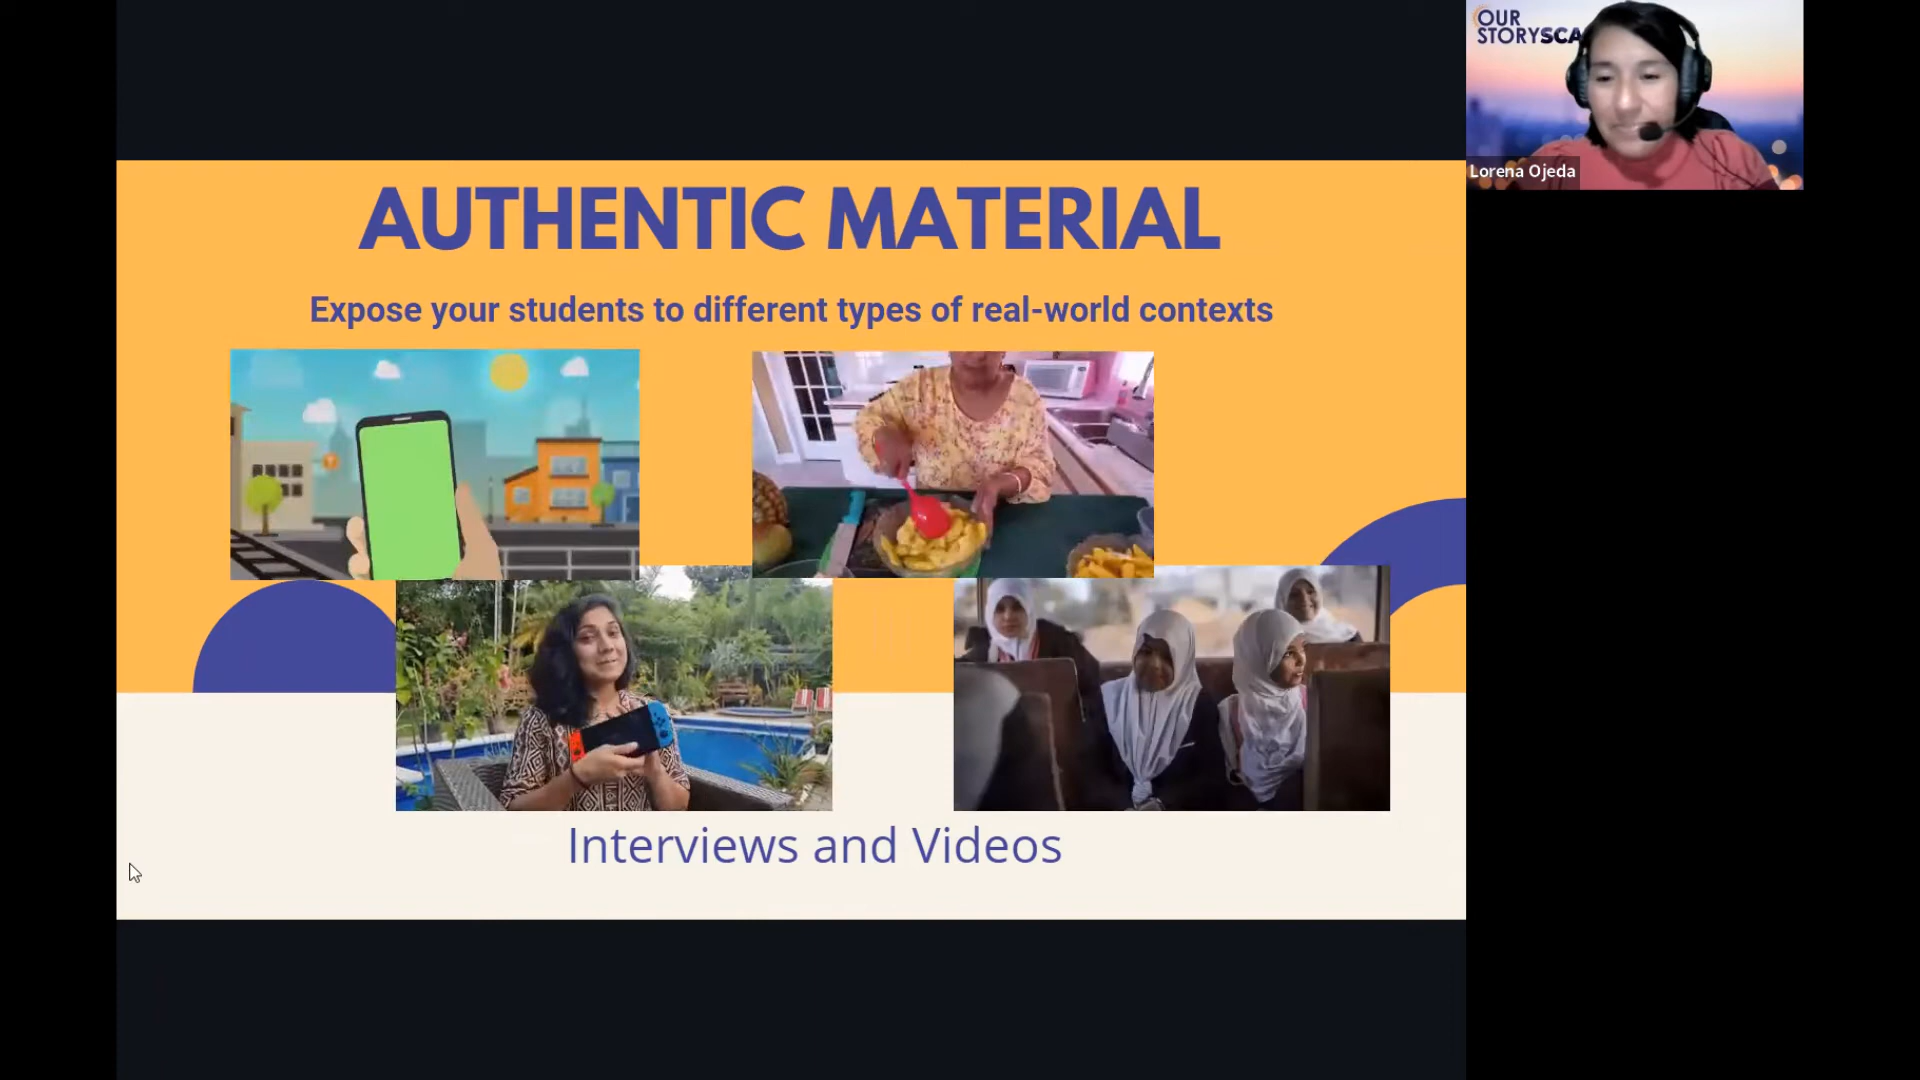 AUTHENTIC MATERIAL
Expose your students to different types of real-world contexts
Interviews and Videos
OUR
STORYSCA
Lorena Ojeda